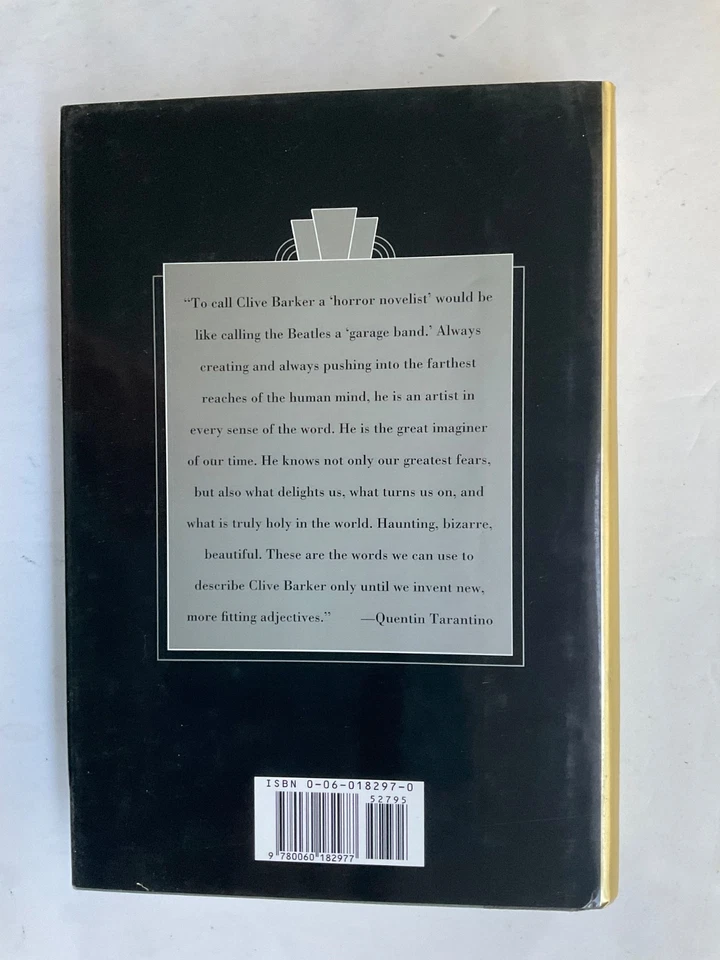 “To call Clive Barker a ‘horror novelist’ would be
like calling the Beatles a ‘garage band.’ Always
creating and always pushing into the farthest
reaches of the human mind, he is an artist in
every sense of the word. He is the great imaginer
of our time. He knows not only our greatest fears,
but also what delights us, what turns us on, and
what is truly holy in the world. Haunting, bizarre,
beautiful. These are the words we can use to
describe Clive Barker only until we invent new,
more fitting adjectives.” —Quentin Tarantino
ISBN 0-06-018297-0
52795
9 780060 182977